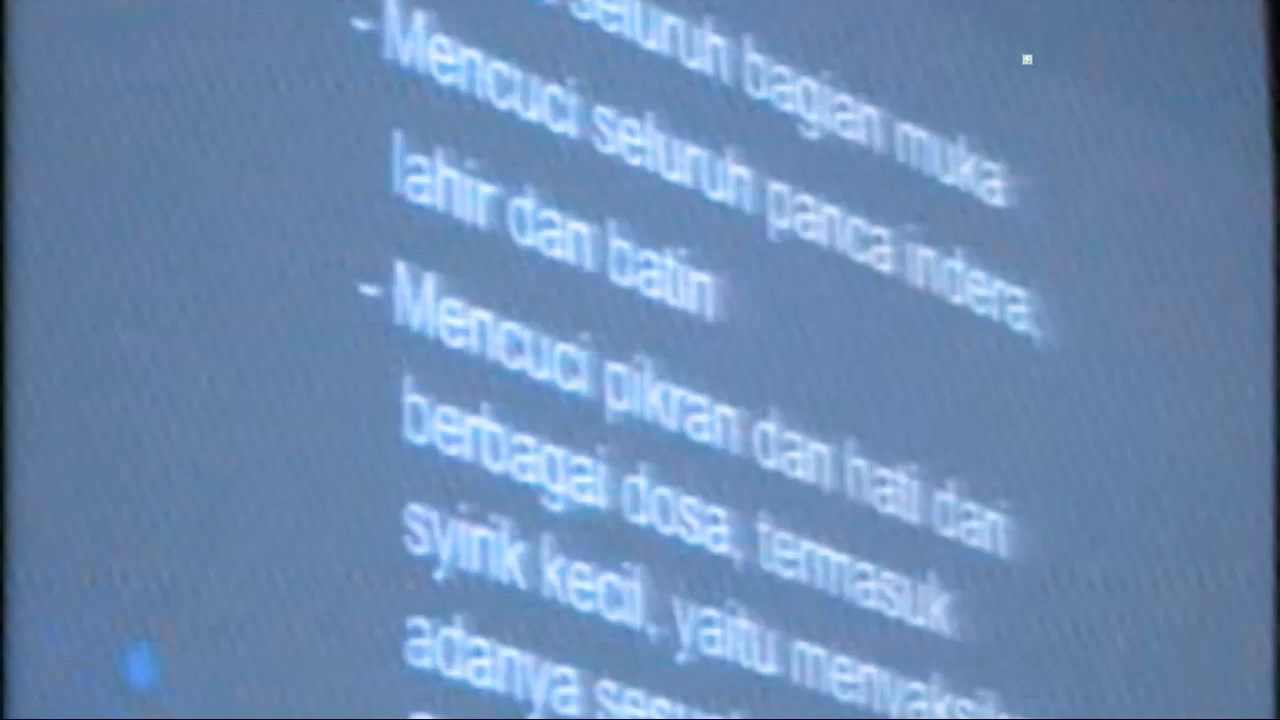 seluruh bagian muka
- Mencuci seluruh panca indera,
lahir dan batin
- Mencuci pikran dan hati dari
berbagai dosa, termasuk
syirik kecil, yaitu
adanya